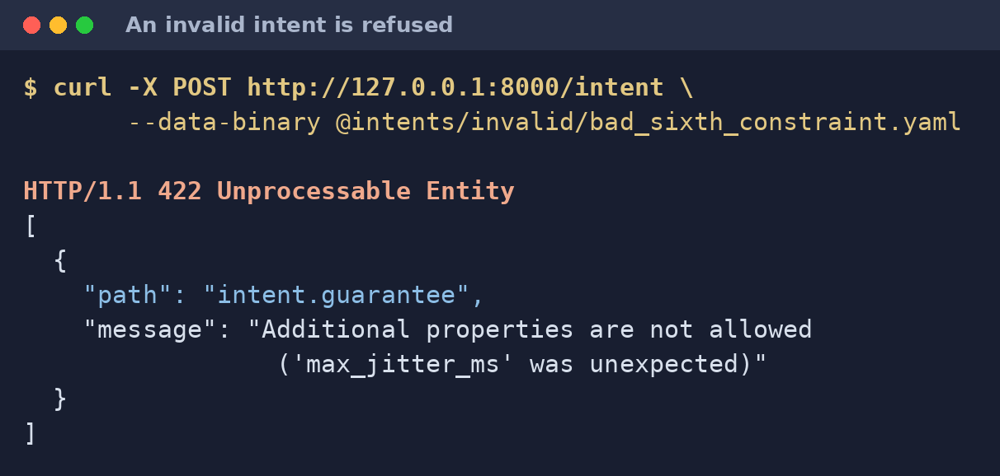 An invalid intent is refused
$ curl -X POST http://127.0.0.1:8000/intent \
--data-binary @intents/invalid/bad_sixth_constraint.yaml
HTTP/1.1 422 Unprocessable Entity
[
{
"path": "intent.guarantee",
"message": "Additional properties are not allowed
('max_jitter_ms' was unexpected)"
}
]